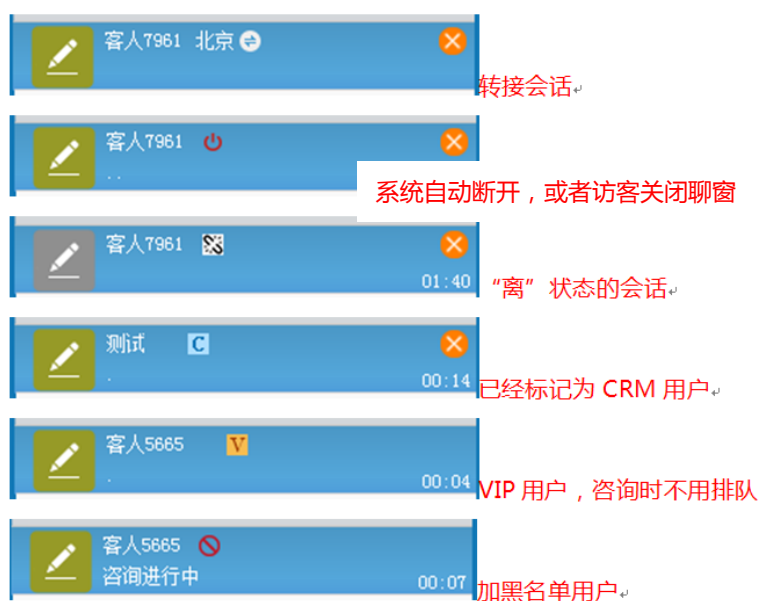 客人7961 北京
转接会话
客人7961
..
系统自动断开，或者访客关闭聊窗
客人7961
01:40
“离”状态的会话
测试 C
.
00:14
已经标记为 CRM 用户
客人5665 V
.
00:04
VIP 用户，咨询时不用排队
客人5665
咨询进行中
00:07
加黑名单用户